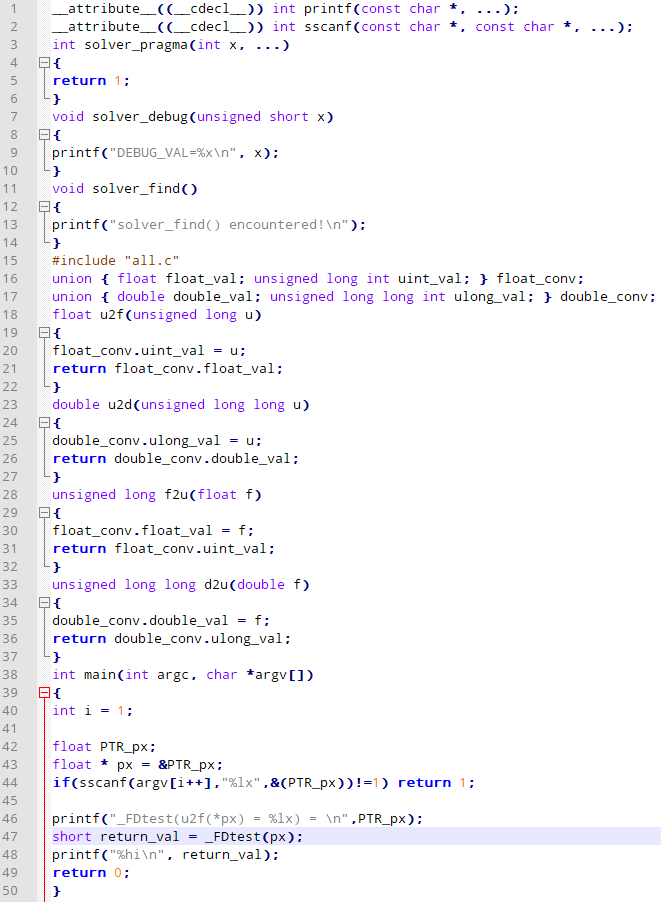 1 __attribute__((__cdecl__)) int printf(const char *, ...);
2 __attribute__((__cdecl__)) int sscanf(const char *, const char *, ...);
3 int solver_pragma(int x, ...)
4 {
5 return 1;
6 }
7 void solver_debug(unsigned short x)
8 {
9 printf("DEBUG_VAL=%x\n", x);
10 }
11 void solver_find()
12 {
13 printf("solver_find() encountered!\n");
14 }
15 #include "all.c"
16 union { float float_val; unsigned long int uint_val; } float_conv;
17 union { double double_val; unsigned long long int ulong_val; } double_conv;
18 float u2f(unsigned long u)
19 {
20 float_conv.uint_val = u;
21 return float_conv.float_val;
22 }
23 double u2d(unsigned long long u)
24 {
25 double_conv.ulong_val = u;
26 return double_conv.double_val;
27 }
28 unsigned long f2u(float f)
29 {
30 float_conv.float_val = f;
31 return float_conv.uint_val;
32 }
33 unsigned long long d2u(double f)
34 {
35 double_conv.double_val = f;
36 return double_conv.ulong_val;
37 }
38 int main(int argc, char *argv[])
39 {
40 int i = 1;
41
42 float PTR_px;
43 float * px = &PTR_px;
44 if(sscanf(argv[i++],"%lx",&(PTR_px))!=1) return 1;
45
46 printf("_FDtest(u2f(*px) = %lx) = \n",PTR_px);
47 short return_val = _FDtest(px);
48 printf("%hi\n", return_val);
49 return 0;
50 }